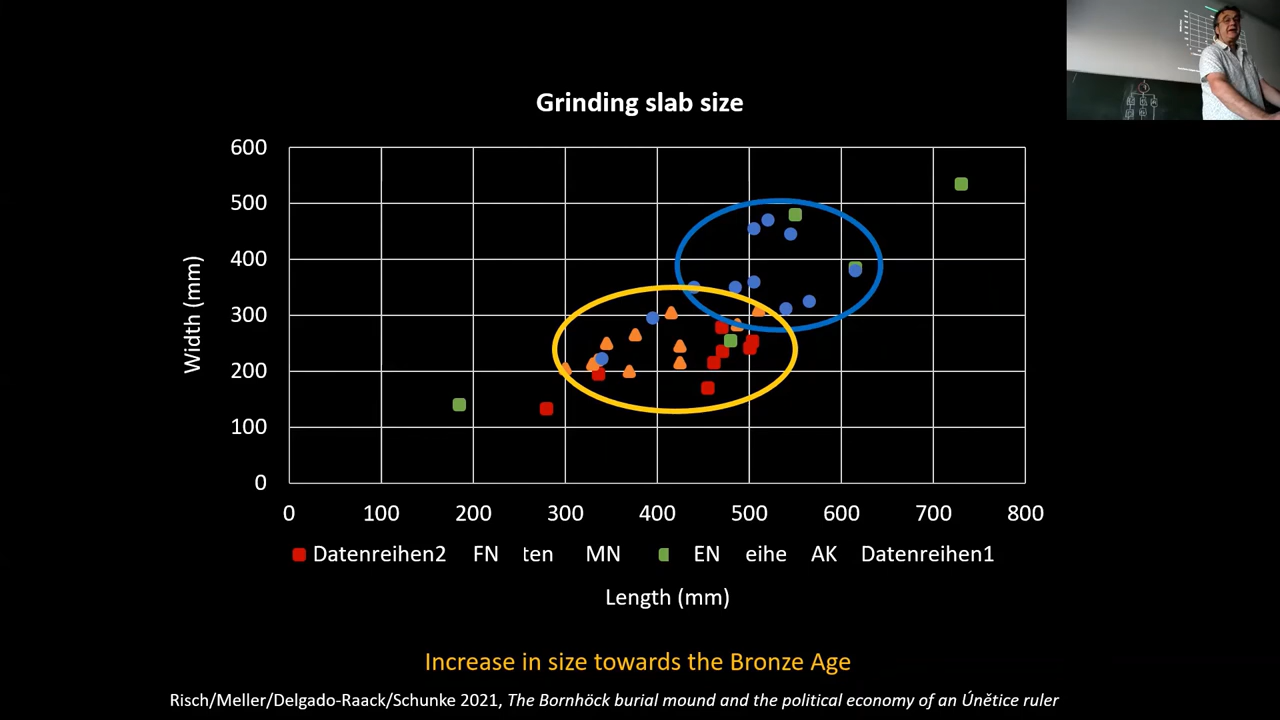 Grinding slab size
600
500
400
300
200
100
0
Width (mm)
0 100 200 300 400 500 600 700 800
Datenreihen2 FN ten MN EN eihe AK Datenreihen1
Length (mm)
Increase in size towards the Bronze Age
Risch/Meller/Delgado-Raack/Schunke 2021, The Bornhöck burial mound and the political economy of an Únětice ruler